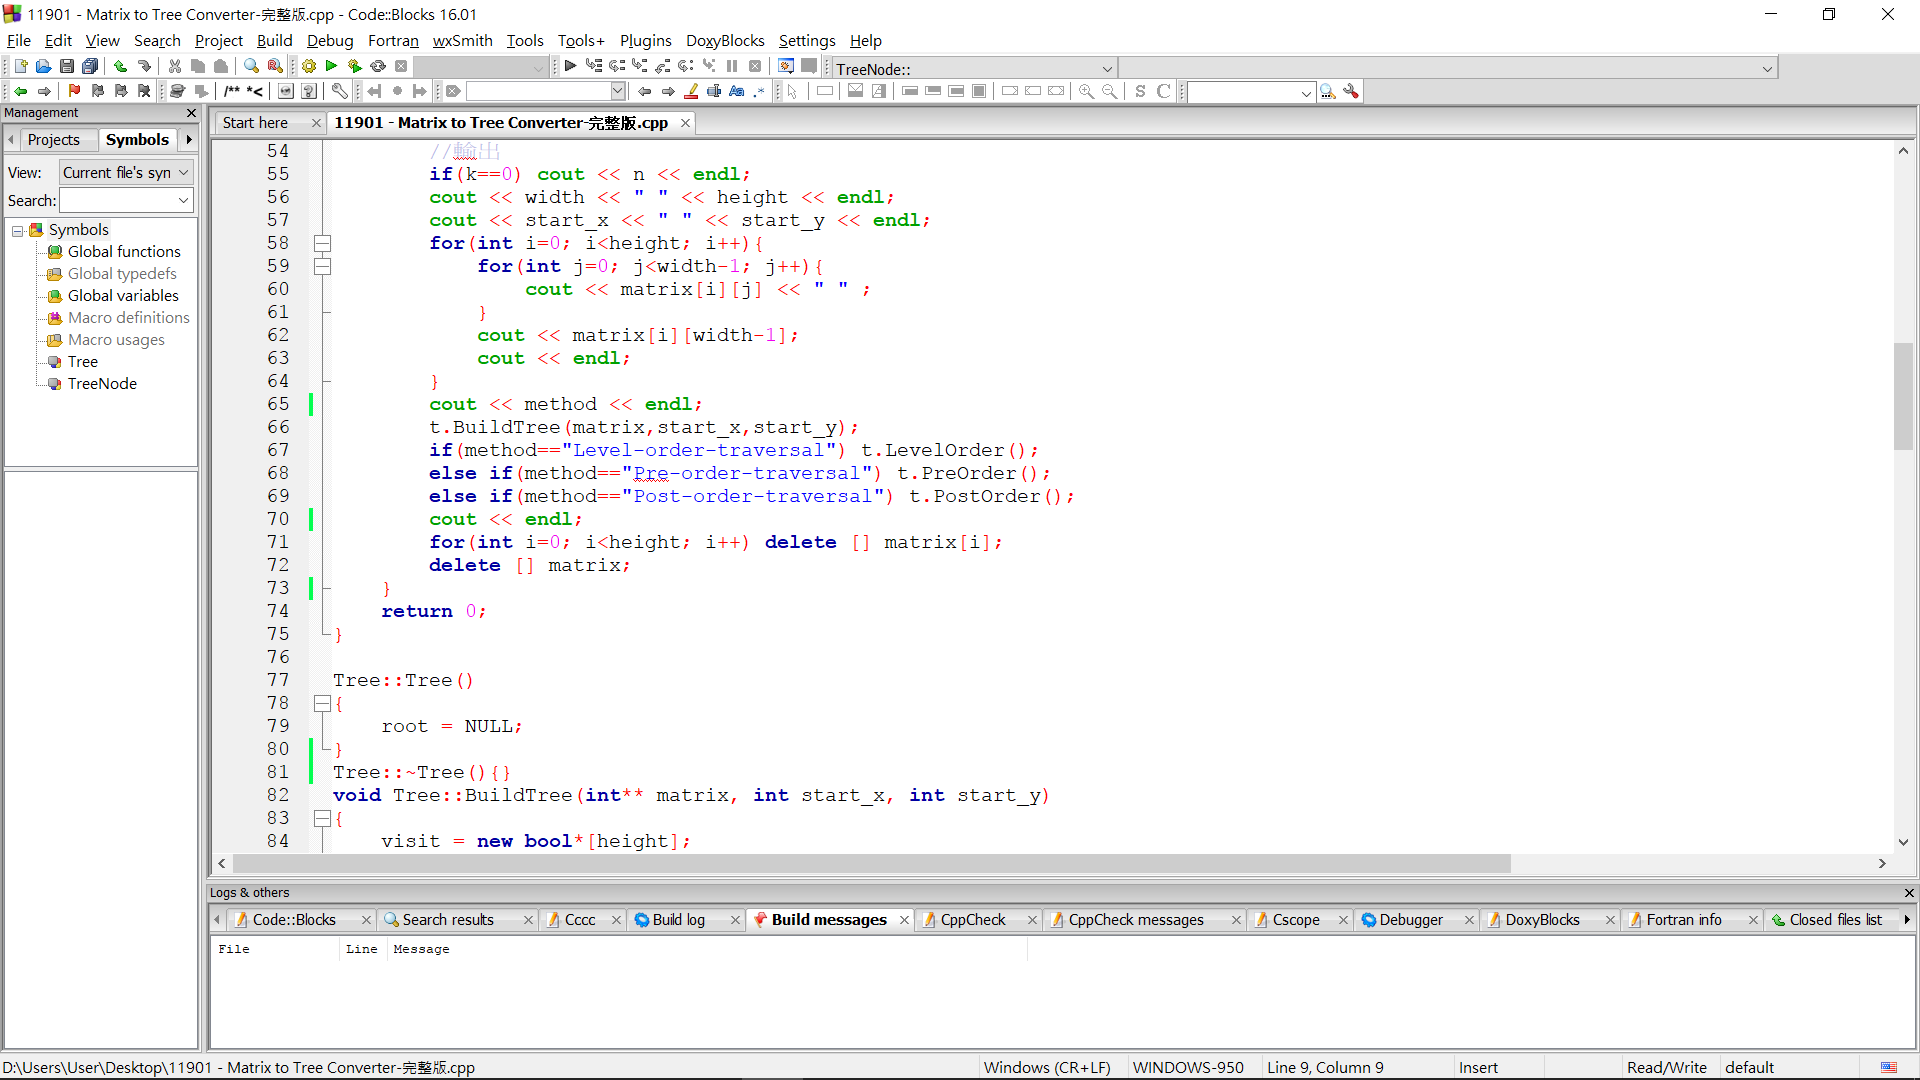 11901 - Matrix to Tree Converter-完整版.cpp - Code::Blocks 16.01
File Edit View Search Project Build Debug Fortran wxSmith Tools Tools+ Plugins DoxyBlocks Settings Help
TreeNode::
/** *<
S C
Management
Start here
11901 - Matrix to Tree Converter-完整版.cpp
Projects Symbols
View: Current file's syn
Search:
Symbols
Global functions
Global typedefs
Global variables
Macro definitions
Macro usages
Tree
TreeNode
54 //輸出
55 if(k==0) cout << n << endl;
56 cout << width << " " << height << endl;
57 cout << start_x << " " << start_y << endl;
58 for(int i=0; i<height; i++){
59 for(int j=0; j<width-1; j++){
60 cout << matrix[i][j] << " " ;
61 }
62 cout << matrix[i][width-1];
63 cout << endl;
64 }
65 cout << method << endl;
66 t.BuildTree(matrix,start_x,start_y);
67 if(method=="Level-order-traversal") t.LevelOrder();
68 else if(method=="Pre-order-traversal") t.PreOrder();
69 else if(method=="Post-order-traversal") t.PostOrder();
70 cout << endl;
71 for(int i=0; i<height; i++) delete [] matrix[i];
72 delete [] matrix;
73 }
74 return 0;
75 }
76
77 Tree::Tree()
78 {
79 root = NULL;
80 }
81 Tree::~Tree(){}
82 void Tree::BuildTree(int** matrix, int start_x, int start_y)
83 {
84 visit = new bool*[height];
Logs & others
Code::Blocks Search results Cccc Build log Build messages CppCheck CppCheck messages Cscope Debugger DoxyBlocks Fortran info Closed files list
File Line Message
D:\Users\User\Desktop\11901 - Matrix to Tree Converter-完整版.cpp Windows (CR+LF) WINDOWS-950 Line 9, Column 9 Insert Read/Write default